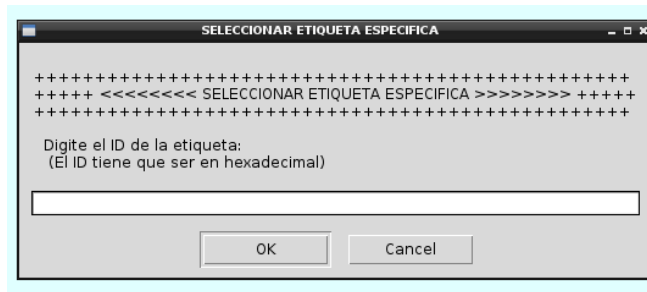 SELECCIONAR ETIQUETA ESPECIFICA
+++++++++++++++++++++++++++++++++++++++++++++++++
+++++ <<<<<<<< SELECCIONAR ETIQUETA ESPECIFICA >>>>>>>> +++++
+++++++++++++++++++++++++++++++++++++++++++++++++
Digite el ID de la etiqueta:
(El ID tiene que ser en hexadecimal)
OK Cancel